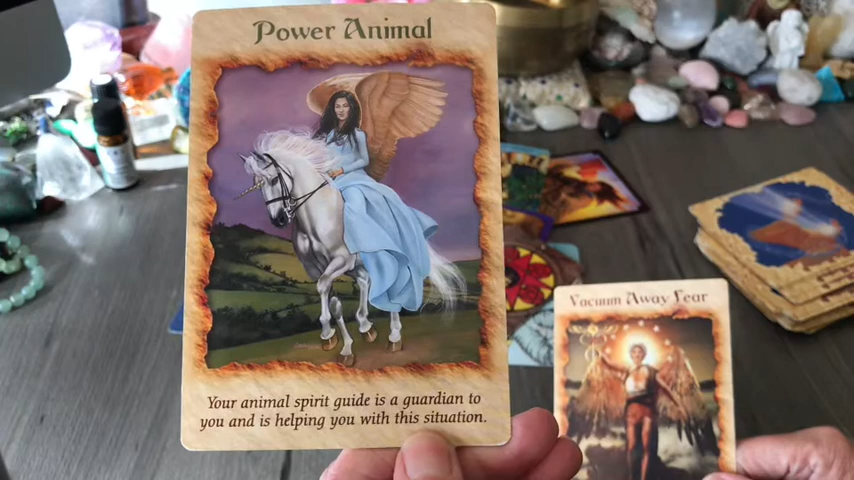 Power Animal
Your animal spirit guide is a guardian to
you and is helping you with this situation.
Vacuum Away Fear